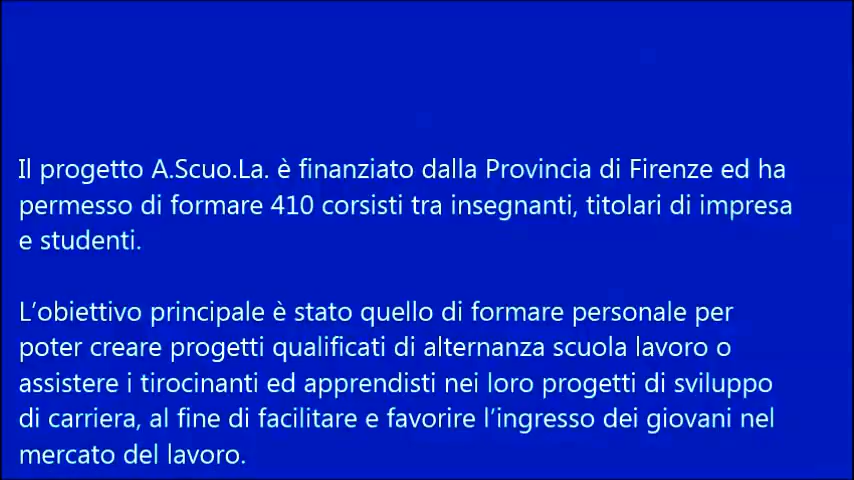 Il progetto A.Scuo.La. è finanziato dalla Provincia di Firenze ed ha
permesso di formare 410 corsisti tra insegnanti, titolari di impresa
e studenti.
L’obiettivo principale è stato quello di formare personale per
poter creare progetti qualificati di alternanza scuola lavoro o
assistere i tirocinanti ed apprendisti nei loro progetti di sviluppo
di carriera, al fine di facilitare e favorire l’ingresso dei giovani nel
mercato del lavoro.